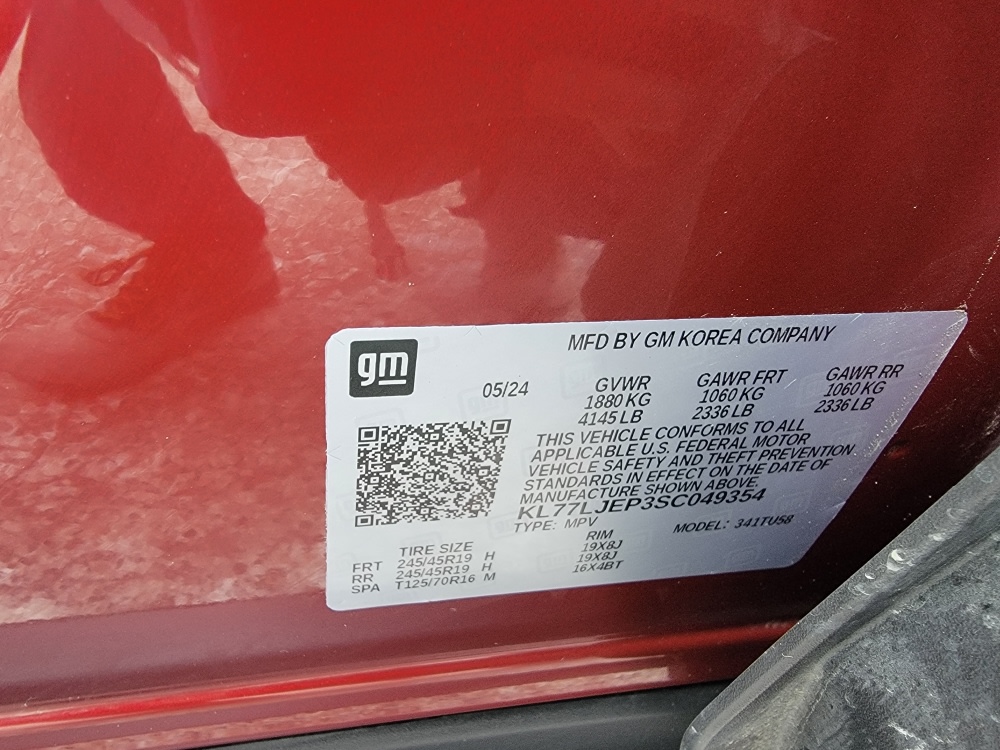 gm
MFD BY GM KOREA COMPANY
05/24 GVWR GAWR FRT GAWR RR
1880 KG 1060 KG 1060 KG
4145 LB 2336 LB 2336 LB
THIS VEHICLE CONFORMS TO ALL
APPLICABLE U.S. FEDERAL MOTOR
VEHICLE SAFETY AND THEFT PREVENTION
STANDARDS IN EFFECT ON THE DATE OF
MANUFACTURE SHOWN ABOVE.
KL77LJEP3SC049354
TYPE: MPV MODEL: 341TU58
TIRE SIZE RIM
FRT 245/45R19 H 19X8J
RR 245/45R19 H 19X8J
SPA T125/70R16 M 16X4BT